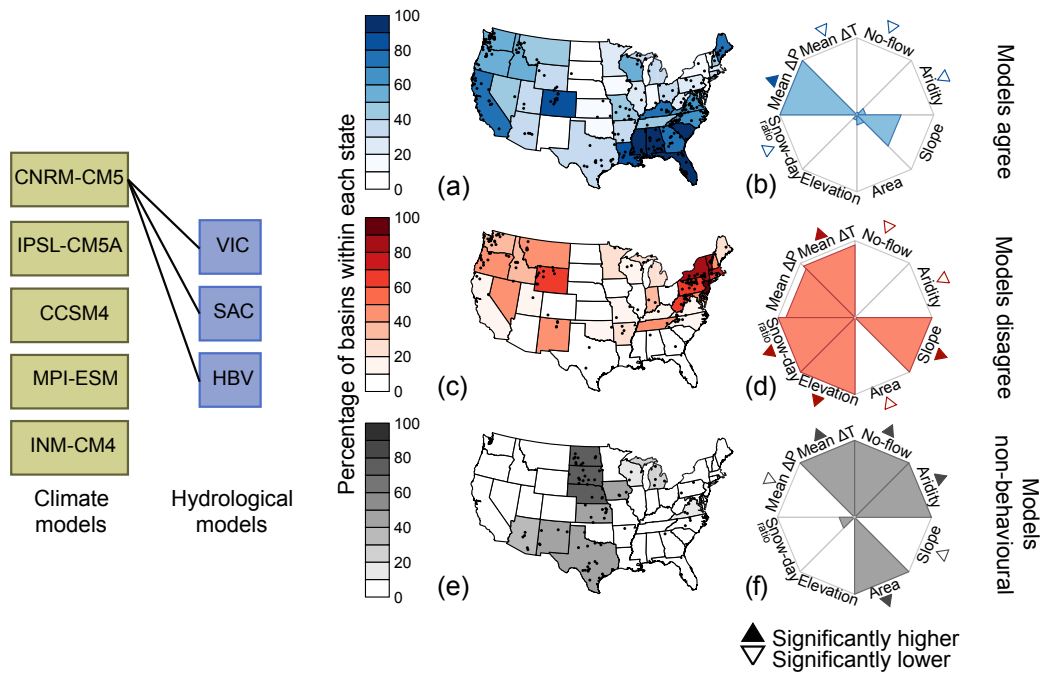 CNRM-CM5
IPSL-CM5A
CCSM4
MPI-ESM
INM-CM4
Climate
models
VIC
SAC
HBV
Hydrological
models
Percentage of basins within each state
100
80
60
40
20
0
(a)
(b)
Mean ΔT
No-flow
Aridity
Slope
Area
Elevation
Snow-day
ratio
Mean ΔP
Models agree
100
80
60
40
20
0
(c)
(d)
Mean ΔT
No-flow
Aridity
Slope
Area
Elevation
Snow-day
ratio
Mean ΔP
Models disagree
100
80
60
40
20
0
(e)
(f)
Mean ΔT
No-flow
Aridity
Slope
Area
Elevation
Snow-day
ratio
Mean ΔP
Models
non-behavioural
Significantly higher
Significantly lower